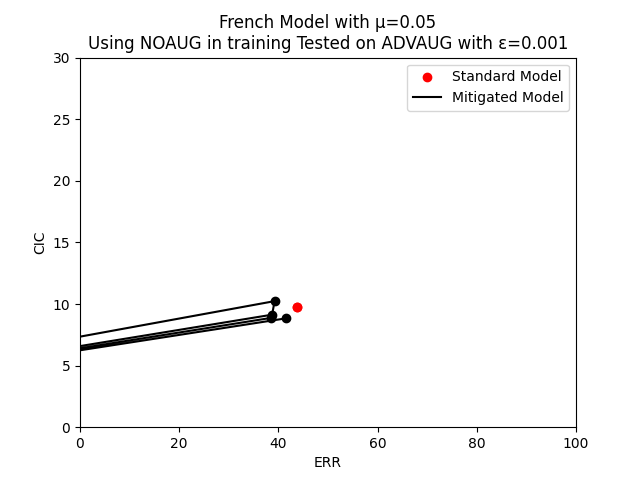 French Model with μ=0.05
Using NOAUG in training Tested on ADVAUG with ε=0.001
Standard Model
Mitigated Model
CIC
30
25
20
15
10
5
0
0 20 40 60 80 100
ERR